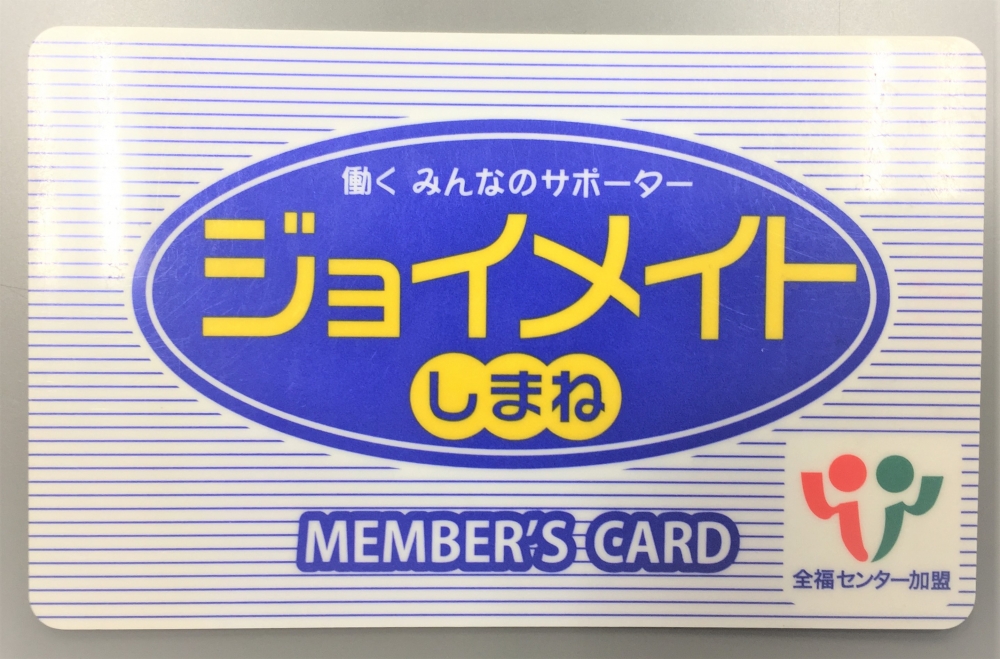 働く みんなのサポーター
ジョイメイト
しまね
MEMBER'S CARD
全福センター加盟